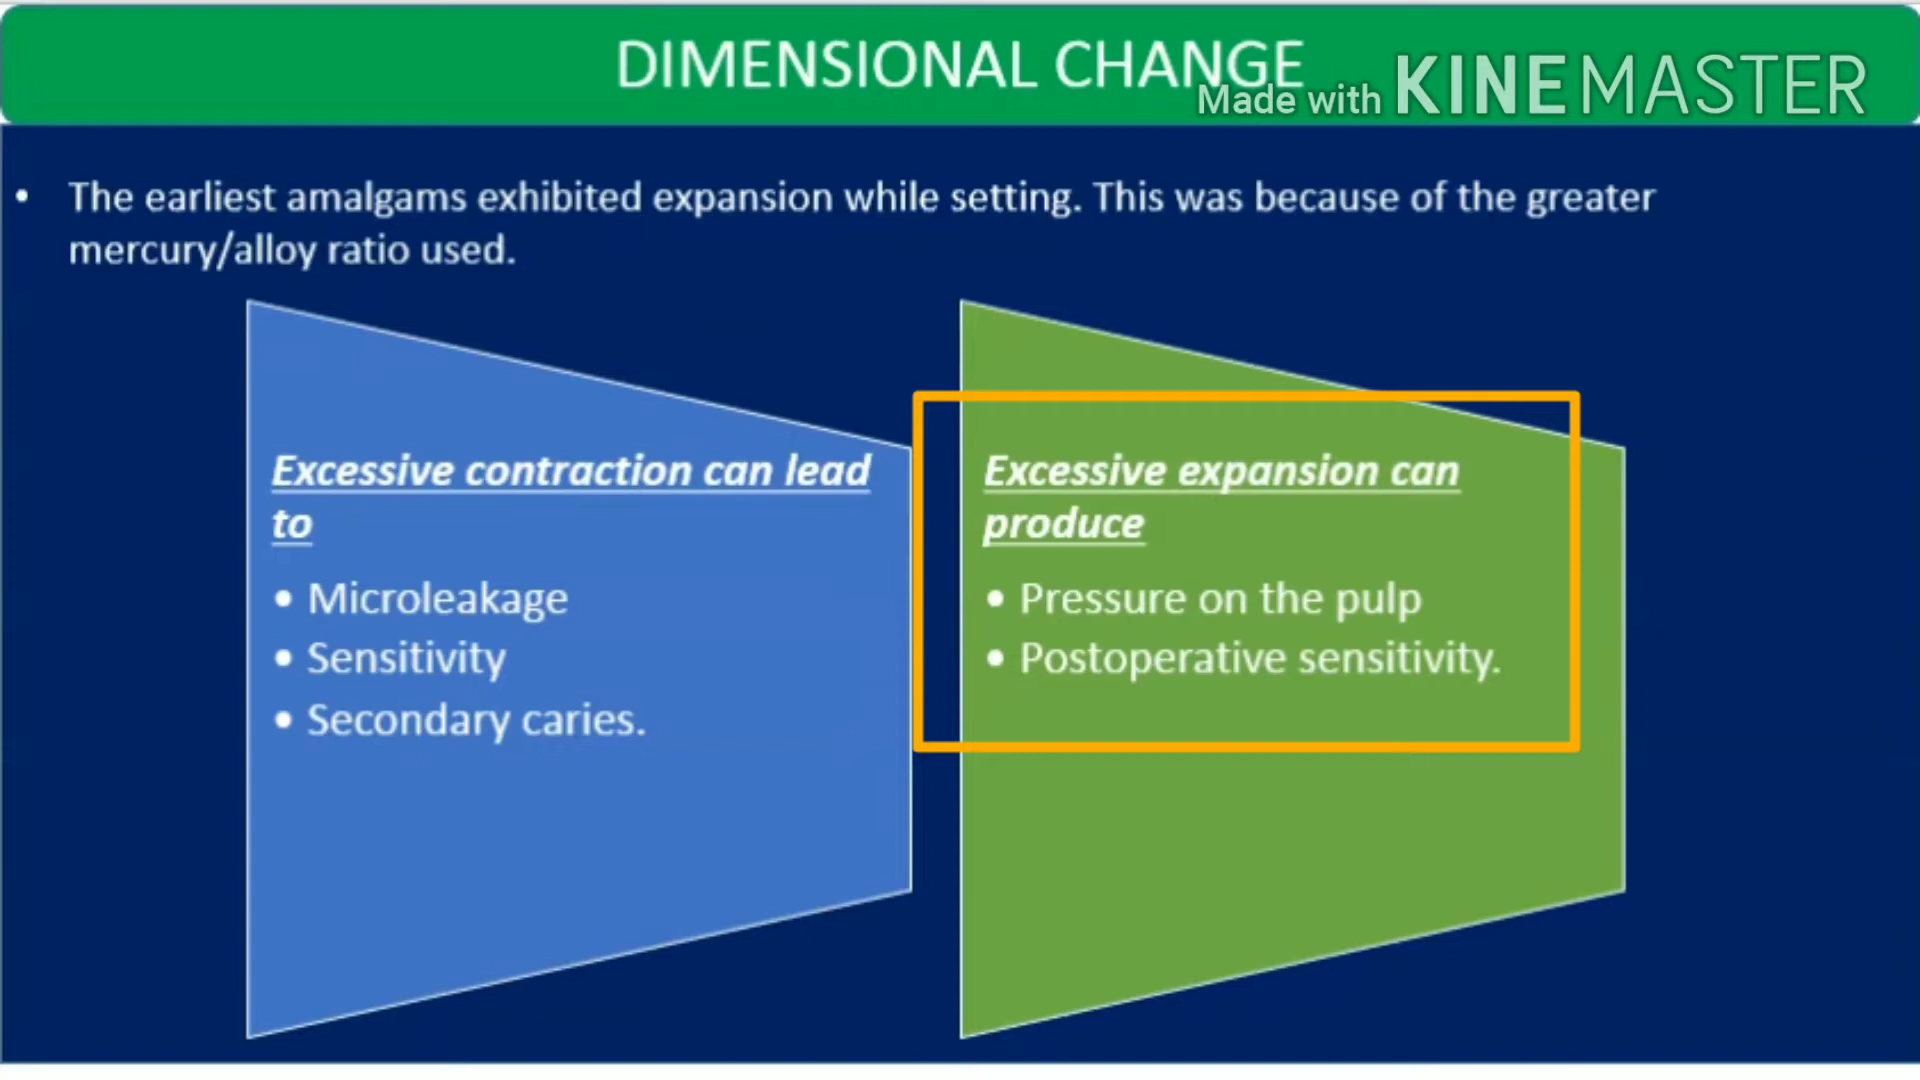 DIMENSIONAL CHANGE
Made with KINEMASTER
• The earliest amalgams exhibited expansion while setting. This was because of the greater
mercury/alloy ratio used.
Excessive contraction can lead
to
• Microleakage
• Sensitivity
• Secondary caries.
Excessive expansion can
produce
• Pressure on the pulp
• Postoperative sensitivity.